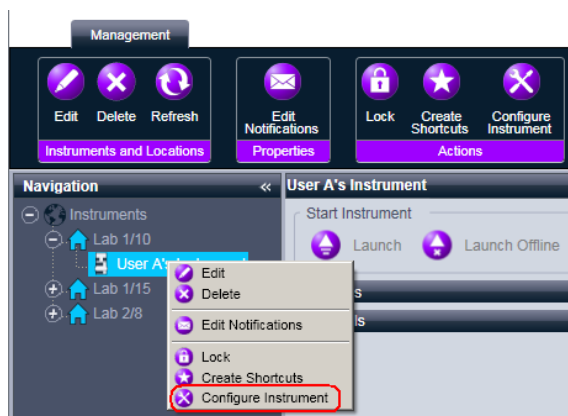 Management
Edit
Delete
Refresh
Edit
Notifications
Lock
Create
Shortcuts
Configure
Instrument
Instruments and Locations
Properties
Actions
Navigation
«
User A's Instrument
Instruments
Lab 1/10
User A's
Lab 1/15
Lab 2/8
Start Instrument
Launch
Launch Offline
s
ls
Edit
Delete
Edit Notifications
Lock
Create Shortcuts
Configure Instrument